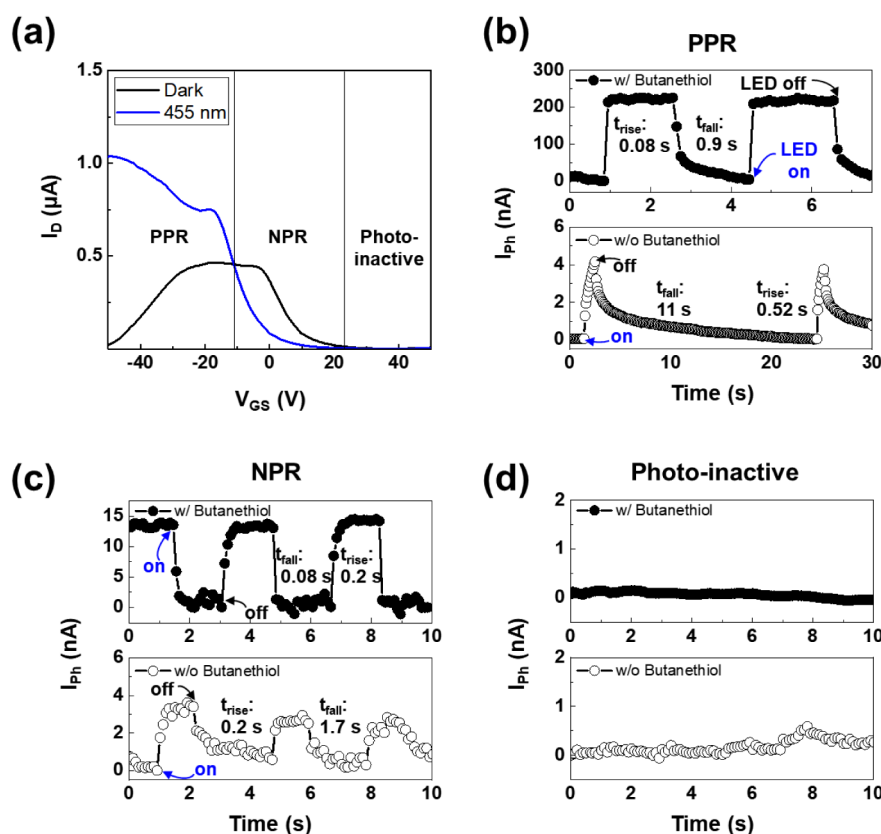 (a)
1.5
1.0
0.5
I_D (µA)
Dark
455 nm
PPR
NPR
Photo-
inactive
-40
-20
0
20
40
V_GS (V)
(b)
PPR
300
200
100
0
w/ Butanethiol
LED off
t_rise:
0.08 s
t_fall:
0.9 s
LED
on
0
2
4
6
I_Ph (nA)
6
4
2
0
w/o Butanethiol
off
on
t_fall:
11 s
t_rise:
0.52 s
0
10
20
30
Time (s)
(c)
NPR
15
10
5
0
w/ Butanethiol
on
off
t_fall:
0.08 s
t_rise:
0.2 s
0
2
4
6
8
10
I_Ph (nA)
6
4
2
0
w/o Butanethiol
off
on
t_rise:
0.2 s
t_fall:
1.7 s
0
2
4
6
8
10
Time (s)
(d)
Photo-inactive
2
1
0
w/ Butanethiol
0
2
4
6
8
10
I_Ph (nA)
2
1
0
w/o Butanethiol
0
2
4
6
8
10
Time (s)